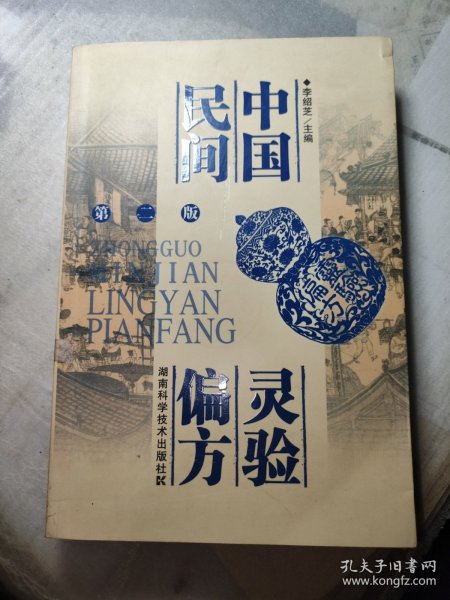 ◆李绍芝/主编
中国
民间
灵验
偏方
第二版
ZHONGGUO
MINJIAN
LINGYAN
PIANFANG
湖南科学技术出版社
孔夫子旧书网
www.kongfz.com